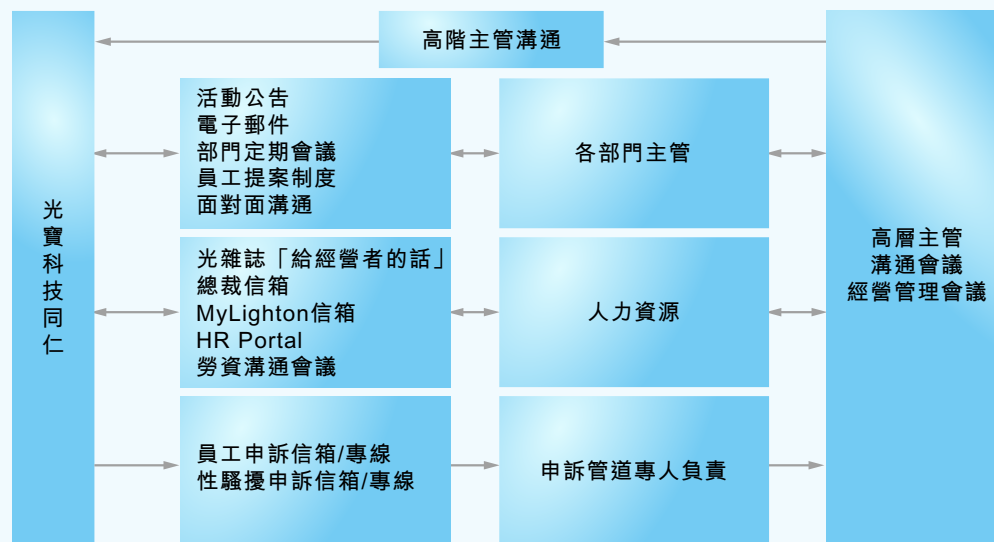 高階主管溝通
活動公告
電子郵件
部門定期會議
員工提案制度
面對面溝通
各部門主管
光寶科技同仁
光雜誌「給經營者的話」
總裁信箱
MyLighton信箱
HR Portal
勞資溝通會議
人力資源
高層主管
溝通會議
經營管理會議
員工申訴信箱/專線
性騷擾申訴信箱/專線
申訴管道專人負責